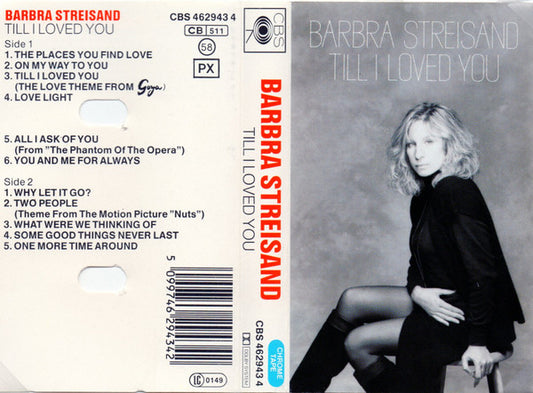 BARBRA STREISAND
TILL I LOVED YOU
Side 1
1. THE PLACES YOU FIND LOVE
2. ON MY WAY TO YOU
3. TILL I LOVED YOU
(THE LOVE THEME FROM Goya)
4. LOVE LIGHT
5. ALL I ASK OF YOU
(From "The Phantom Of The Opera")
6. YOU AND ME FOR ALWAYS
Side 2
1. WHY LET IT GO?
2. TWO PEOPLE
(Theme From The Motion Picture "Nuts")
3. WHAT WERE WE THINKING OF
4. SOME GOOD THINGS NEVER LAST
5. ONE MORE TIME AROUND
CBS 462943 4
CB 511
58
PX
5 099746 294342
LC 0149
CBS
BARBRA STREISAND
TILL I LOVED YOU
CBS 462943 4
DOLBY SYSTEM
CHROME
TAPE
BARBRA STREISAND
TILL I LOVED YOU